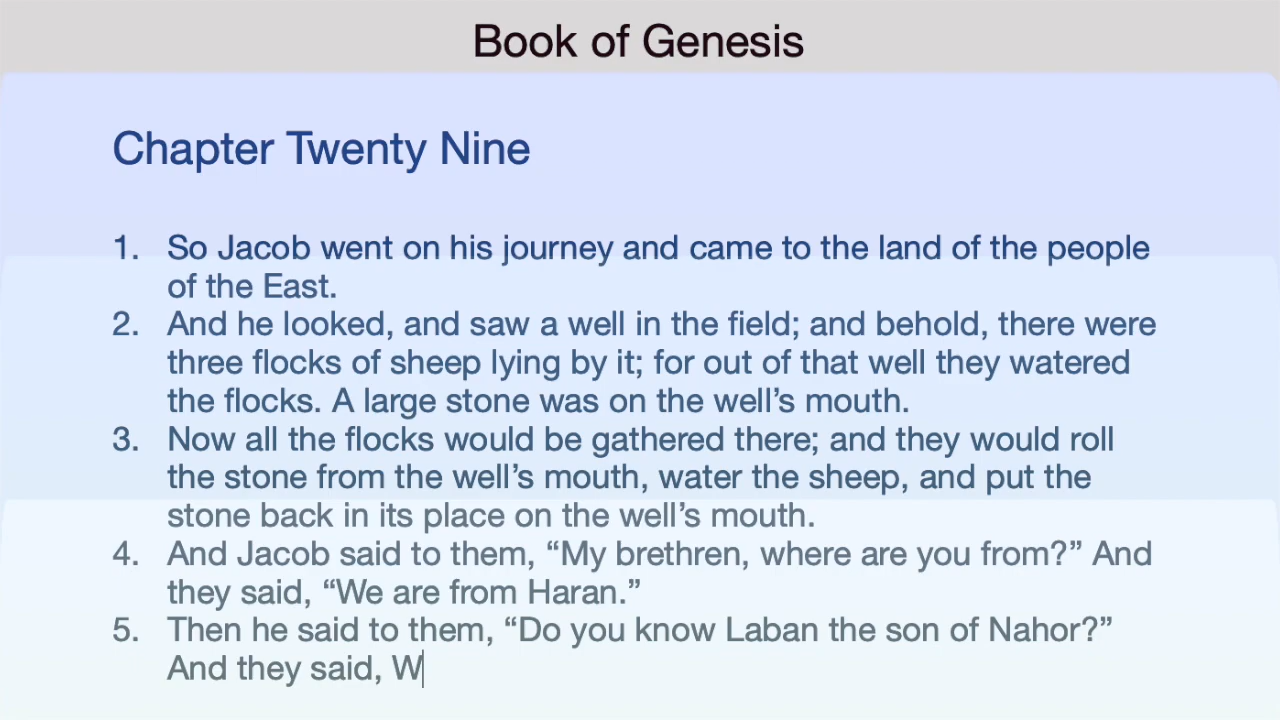 Book of Genesis
Chapter Twenty Nine
1. So Jacob went on his journey and came to the land of the people
of the East.
2. And he looked, and saw a well in the field; and behold, there were
three flocks of sheep lying by it; for out of that well they watered
the flocks. A large stone was on the well’s mouth.
3. Now all the flocks would be gathered there; and they would roll
the stone from the well’s mouth, water the sheep, and put the
stone back in its place on the well’s mouth.
4. And Jacob said to them, “My brethren, where are you from?” And
they said, “We are from Haran.”
5. Then he said to them, “Do you know Laban the son of Nahor?”
And they said, W